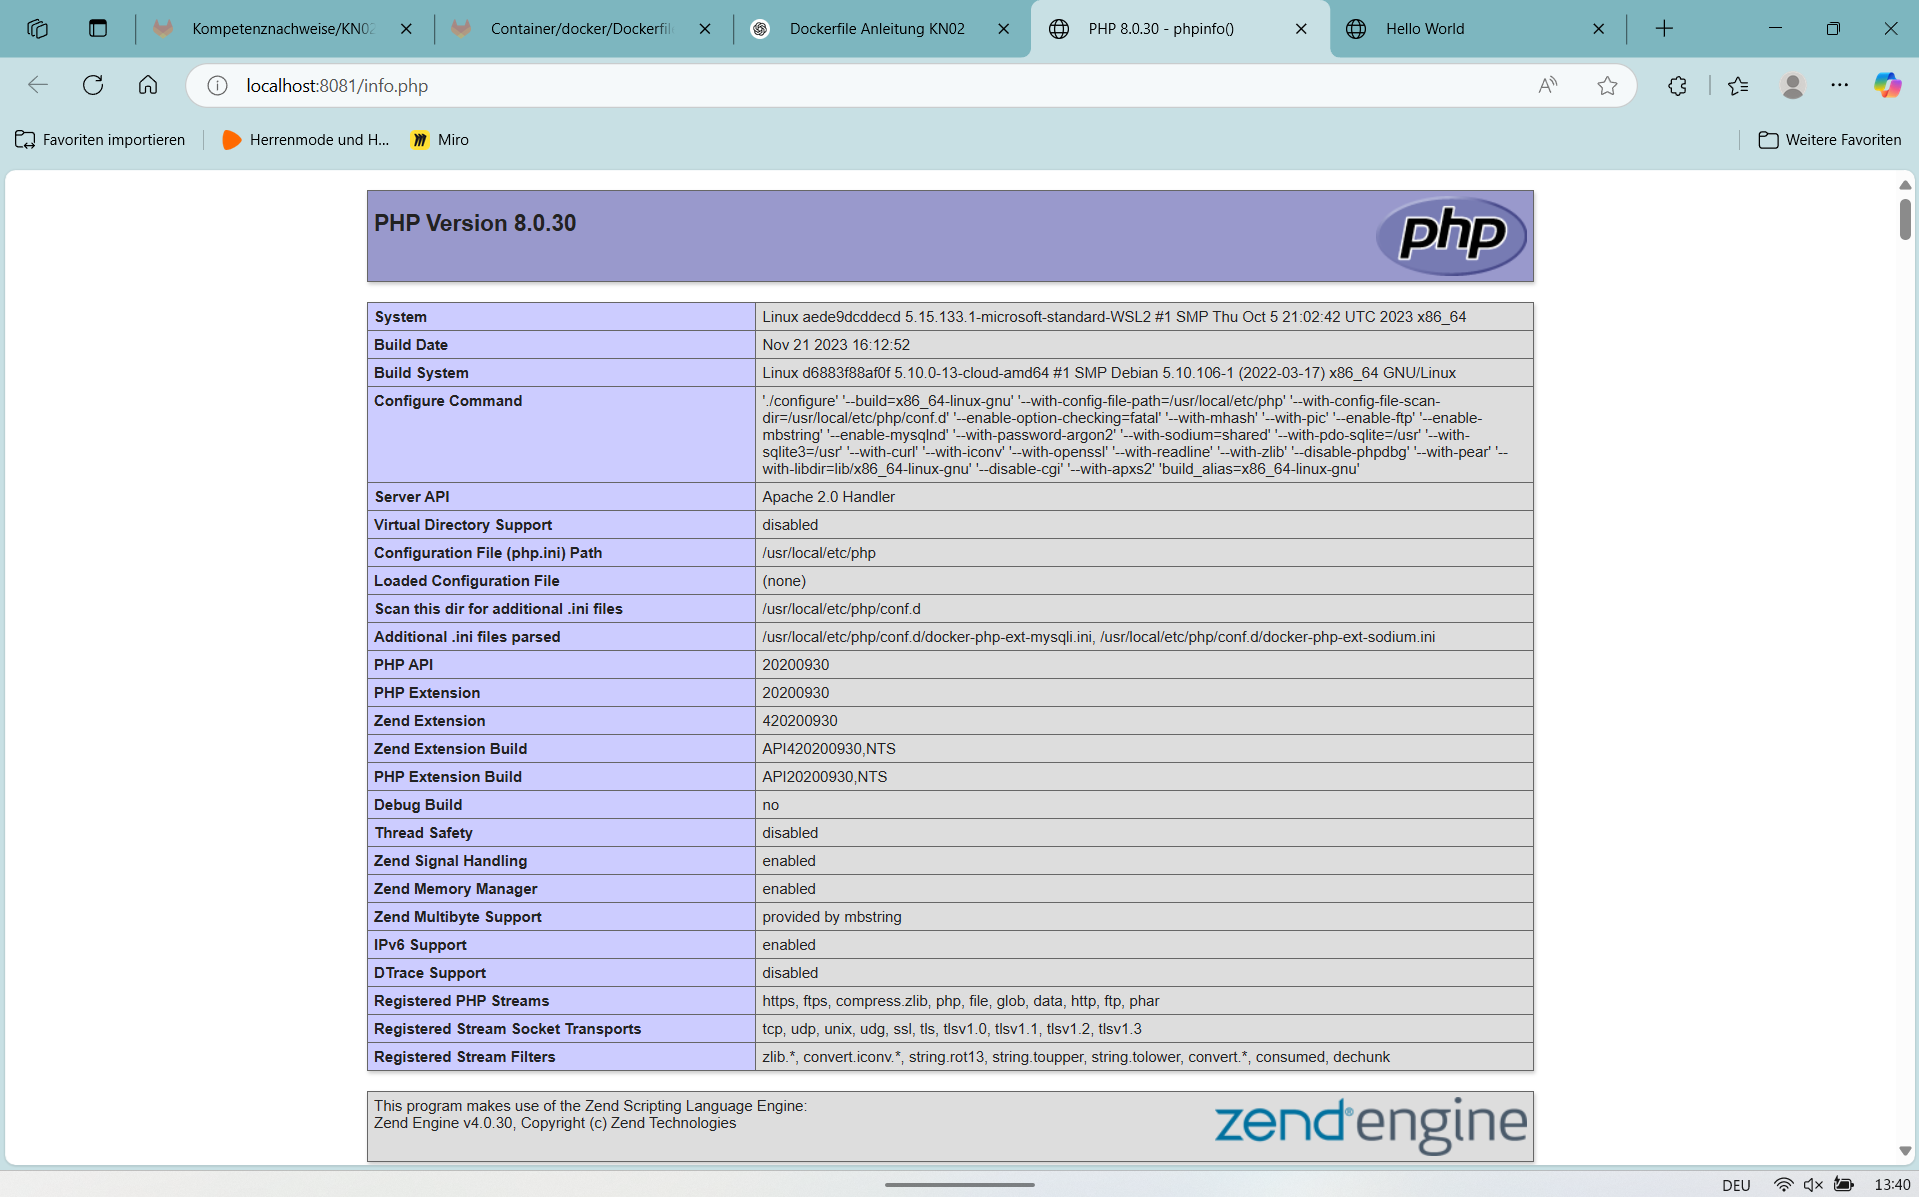 Kompetenznachweise/KN02
Container/docker/Dockerfile
Dockerfile Anleitung KN02
PHP 8.0.30 - phpinfo()
Hello World
localhost:8081/info.php
Favoriten importieren
Herrenmode und H...
Miro
Weitere Favoriten
PHP Version 8.0.30
php
System Linux aede9dcddecd 5.15.133.1-microsoft-standard-WSL2 #1 SMP Thu Oct 5 21:02:42 UTC 2023 x86_64
Build Date Nov 21 2023 16:12:52
Build System Linux d6883f88af0f 5.10.0-13-cloud-amd64 #1 SMP Debian 5.10.106-1 (2022-03-17) x86_64 GNU/Linux
Configure Command './configure' '--build=x86_64-linux-gnu' '--with-config-file-path=/usr/local/etc/php' '--with-config-file-scan-
dir=/usr/local/etc/php/conf.d' '--enable-option-checking=fatal' '--with-mhash' '--with-pic' '--enable-ftp' '--enable-
mbstring' '--enable-mysqlnd' '--with-password-argon2' '--with-sodium=shared' '--with-pdo-sqlite=/usr' '--with-
sqlite3=/usr' '--with-curl' '--with-iconv' '--with-openssl' '--with-readline' '--with-zlib' '--disable-phpdbg' '--with-pear' '--
with-libdir=lib/x86_64-linux-gnu' '--disable-cgi' '--with-apxs2' 'build_alias=x86_64-linux-gnu'
Server API Apache 2.0 Handler
Virtual Directory Support disabled
Configuration File (php.ini) Path /usr/local/etc/php
Loaded Configuration File (none)
Scan this dir for additional .ini files /usr/local/etc/php/conf.d
Additional .ini files parsed /usr/local/etc/php/conf.d/docker-php-ext-mysqli.ini, /usr/local/etc/php/conf.d/docker-php-ext-sodium.ini
PHP API 20200930
PHP Extension 20200930
Zend Extension 420200930
Zend Extension Build API420200930,NTS
PHP Extension Build API20200930,NTS
Debug Build no
Thread Safety disabled
Zend Signal Handling enabled
Zend Memory Manager enabled
Zend Multibyte Support provided by mbstring
IPv6 Support enabled
DTrace Support disabled
Registered PHP Streams https, ftps, compress.zlib, php, file, glob, data, http, ftp, phar
Registered Stream Socket Transports tcp, udp, unix, udg, ssl, tls, tlsv1.0, tlsv1.1, tlsv1.2, tlsv1.3
Registered Stream Filters zlib.*, convert.iconv.*, string.rot13, string.toupper, string.tolower, convert.*, consumed, dechunk
This program makes use of the Zend Scripting Language Engine:
Zend Engine v4.0.30, Copyright (c) Zend Technologies
zend® engine
DEU
13:40